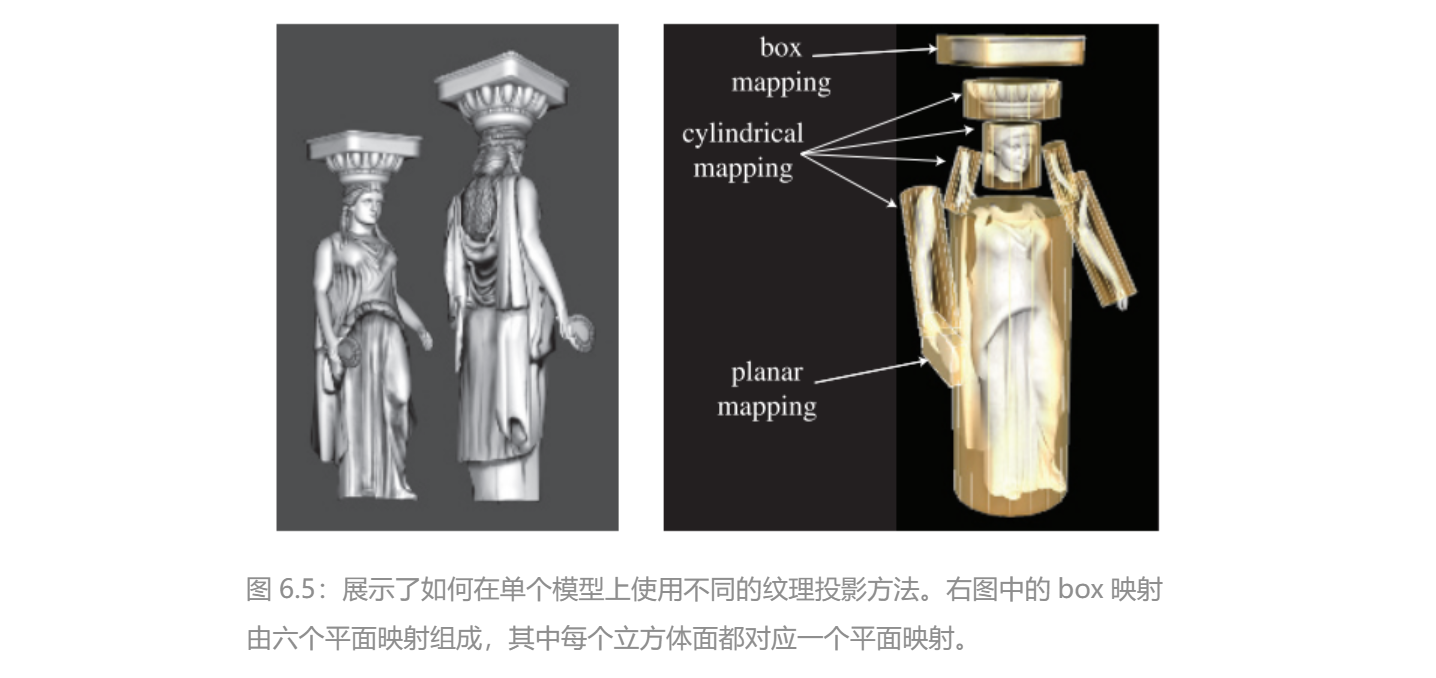 box
mapping
cylindrical
mapping
planar
mapping
图 6.5：展示了如何在单个模型上使用不同的纹理投影方法。右图中的 box 映射
由六个平面映射组成，其中每个立方体面都对应一个平面映射。